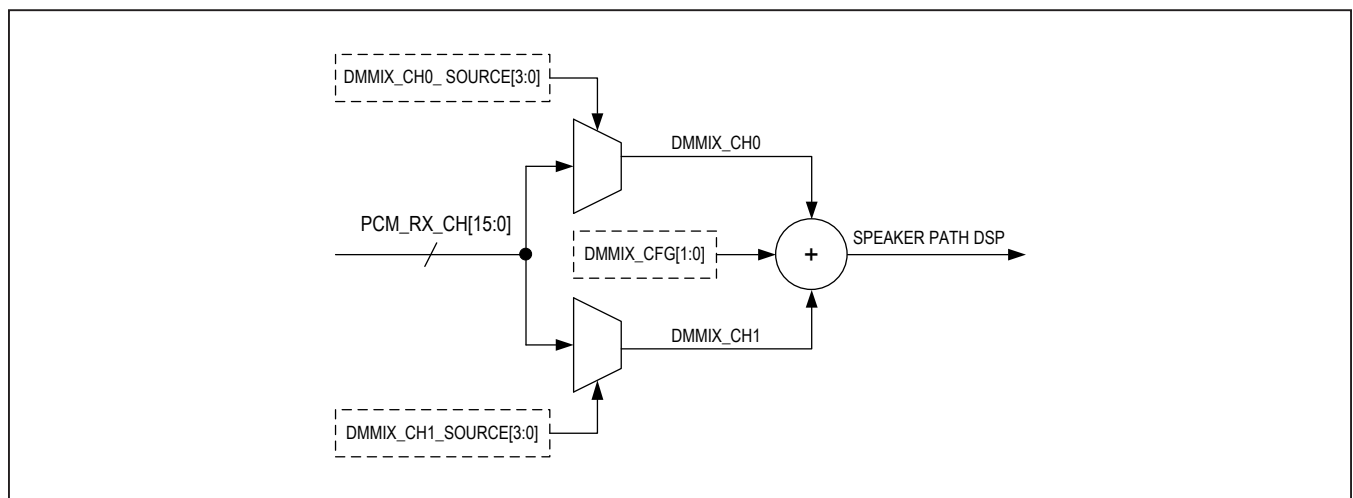 DMMIX_CH0_ SOURCE[3:0]
DMMIX_CH0
PCM_RX_CH[15:0]
DMMIX_CFG[1:0]
+
SPEAKER PATH DSP
DMMIX_CH1
DMMIX_CH1_SOURCE[3:0]